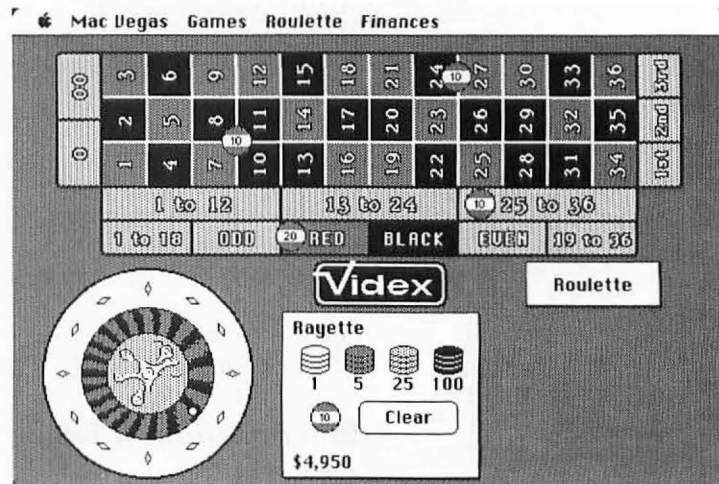 Mac Vegas Games Roulette Finances
00 3 6 9 12 15 18 21 24 10 27 30 33 36 3rd
2 5 8 11 14 17 20 23 26 29 32 35 2nd
10
0 1 4 7 10 13 16 19 22 25 28 31 34 1st
1 to 12 13 to 24 10 25 to 36
1 to 18 ODD 20 RED BLACK EVEN 19 to 36
Videx
Roulette
Rayette
1 5 25 100
10 Clear
$4,950